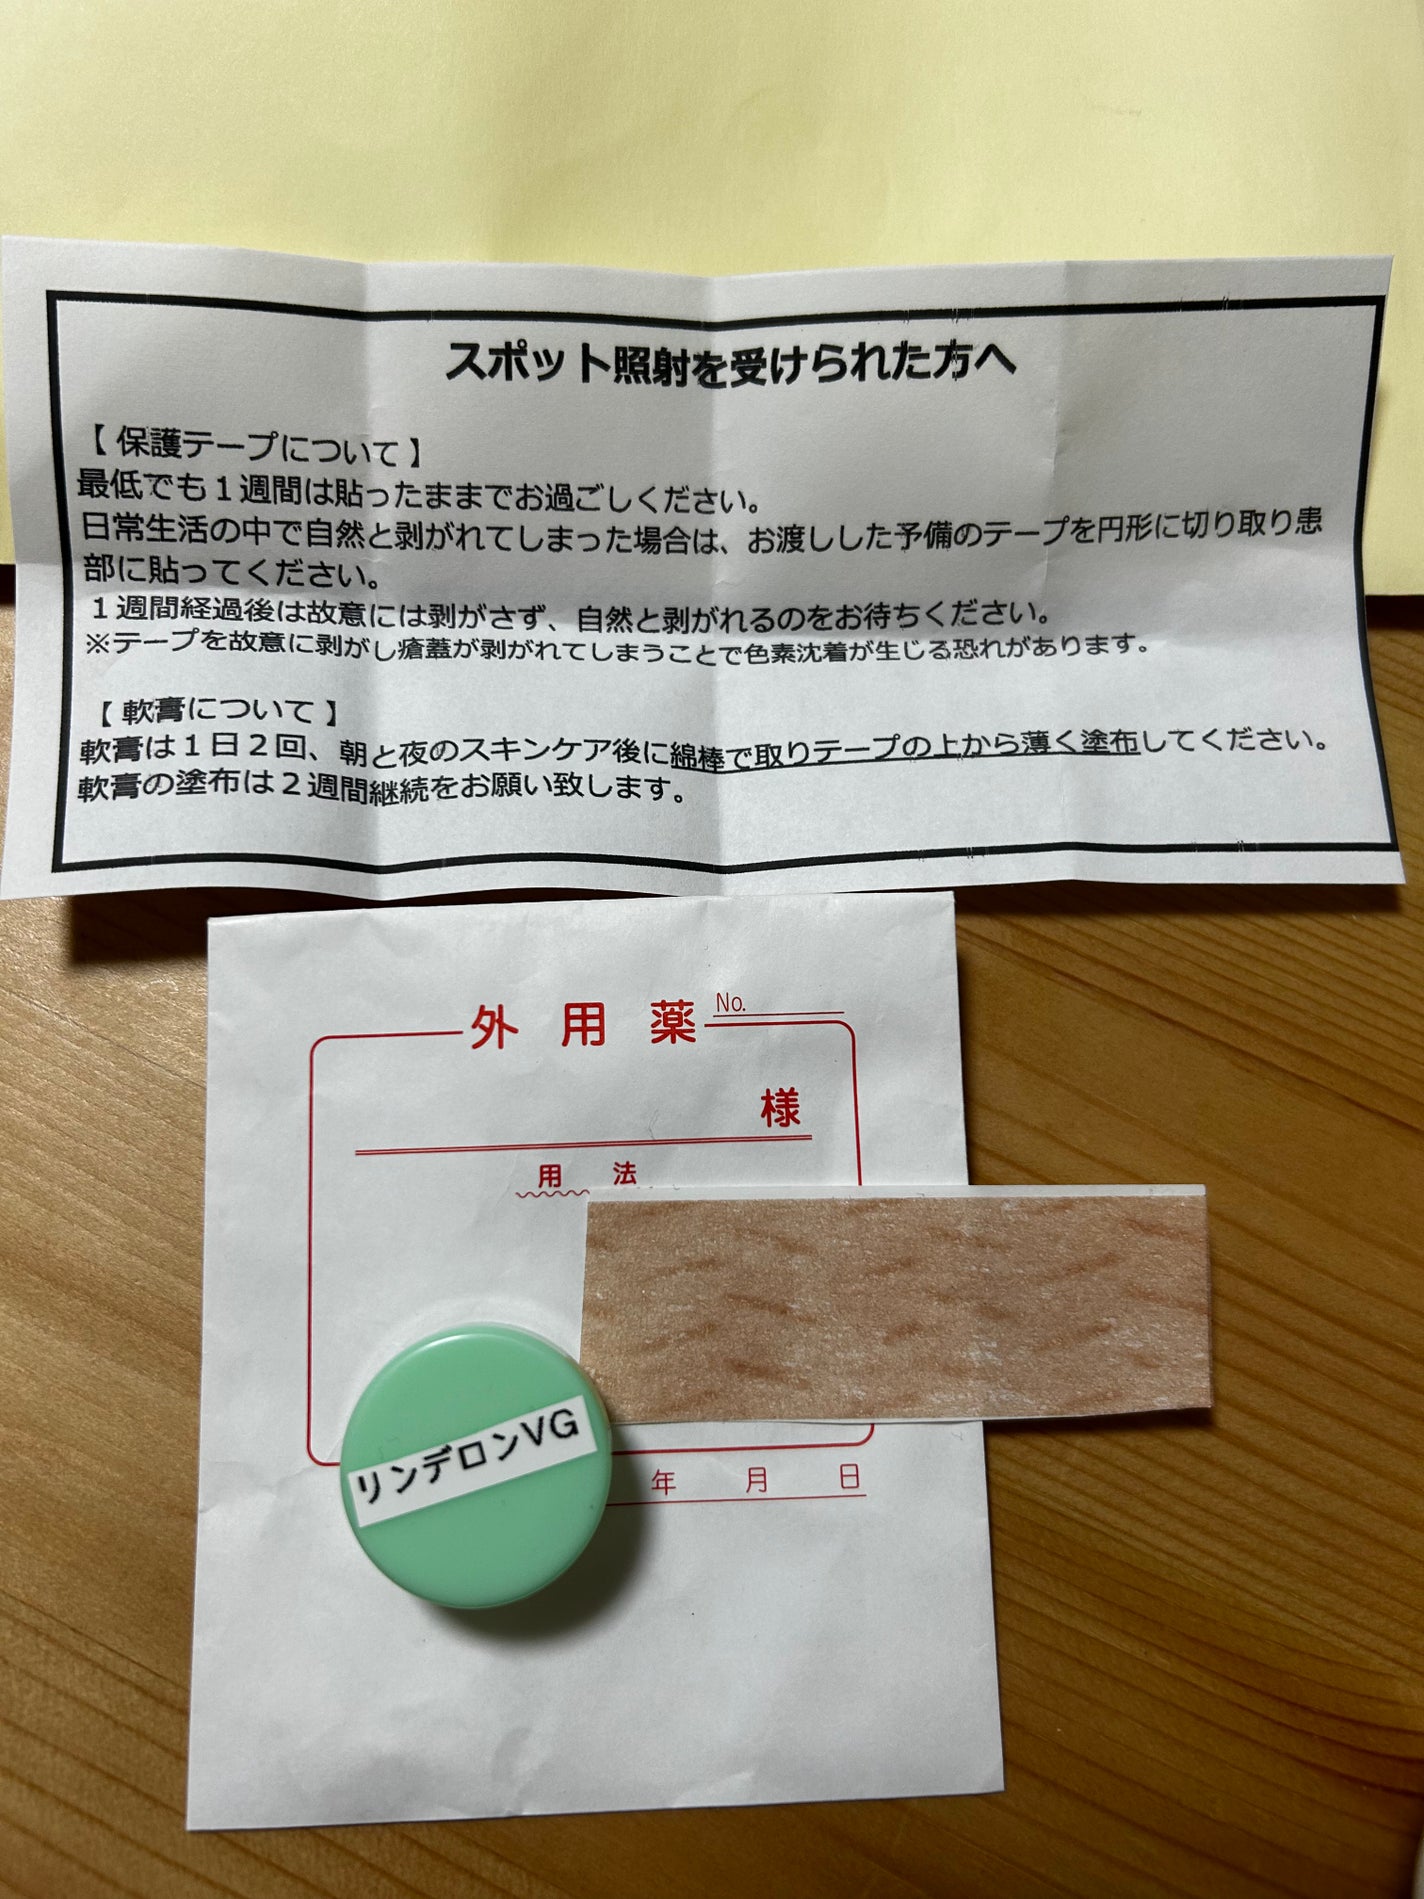 スポット照射を受けられた方へ
【 保護テープについて 】
最低でも１週間は貼ったままでお過ごしください。
日常生活の中で自然と剥がれてしまった場合は、お渡しした予備のテープを円形に切り取り患
部に貼ってください。
１週間経過後は故意には剥がさず、自然と剥がれるのをお待ちください。
※テープを故意に剥がし瘡蓋が剥がれてしまうことで色素沈着が生じる恐れがあります。
【 軟膏について 】
軟膏は１日２回、朝と夜のスキンケア後に綿棒で取りテープの上から薄く塗布してください。
軟膏の塗布は２週間継続をお願い致します。
外用薬 No.
様
用法
リンデロンVG
年 月 日